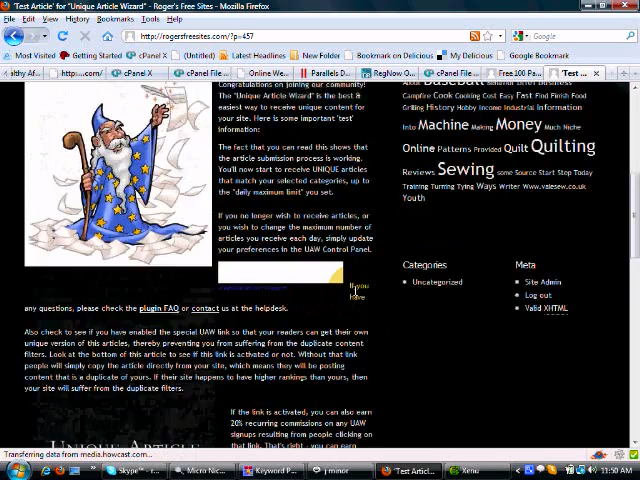 'Test Article' for "Unique Article Wizard" - Roger's Free Sites - Mozilla Firefox
File Edit View History Bookmarks Tools Help
http://rogersfreesites.com/?p=457
Google
Most Visited Getting Started cPanel X (Untitled) Latest Headlines New Folder Bookmark on Delicious My Delicious Google Bookmark
althy Af... https:...com/ cPanel X cPanel File ... Online We... Parallels D... RegNow O... cPanel File ... Free 100 Pa... 'Test ...
Congratulations on joining our community!
The "Unique Article Wizard" is the best &
easiest way to receive unique content for
your site. Here is some important 'test'
information:
The fact that you can read this shows that
the article submission process is working.
You'll now start to receive UNIQUE articles
that match your selected categories, up to
the "daily maximum limit" you set.
If you no longer wish to receive articles, or
you wish to change the maximum number of
articles you receive each day, simply update
your preferences in the UAW Control Panel.
If you
have
any questions, please check the plugin FAQ or contact us at the helpdesk.
Also check to see if you have enabled the special UAW link so that your readers can get their own
unique version of this articles, thereby preventing you from suffering from the duplicate content
filters. Look at the bottom of this article to see if this link is activated or not. Without that link
people will simply copy the article directly from your site, which means they will be posting
content that is a duplicate of yours. If their site happens to have higher rankings than yours, then
your site will suffer from the duplicate filters.
If the link is activated, you can also earn
20% recurring commissions on any UAW
signups resulting from people clicking on
that link. That's right - you can earn
UNIQUE ARTICLE
Campfire Cook Cooking Cost Easy Fast Find Finish Food
Grilling History Hobby Income Industrial Information
Into Machine Making Money Much Niche
Online Patterns Provided Quilt Quilting
Reviews Sewing some Source Start Stop Today
Training Turning Tying Ways Writer Www.valesew.co.uk
Youth
Categories
Uncategorized
Meta
Site Admin
Log out
Valid XHTML
Transferring data from media.howcast.com...
Skype™ - r... Micro Nic... Keyword P... j minor 'Test Articl... Xenu
11:50 AM